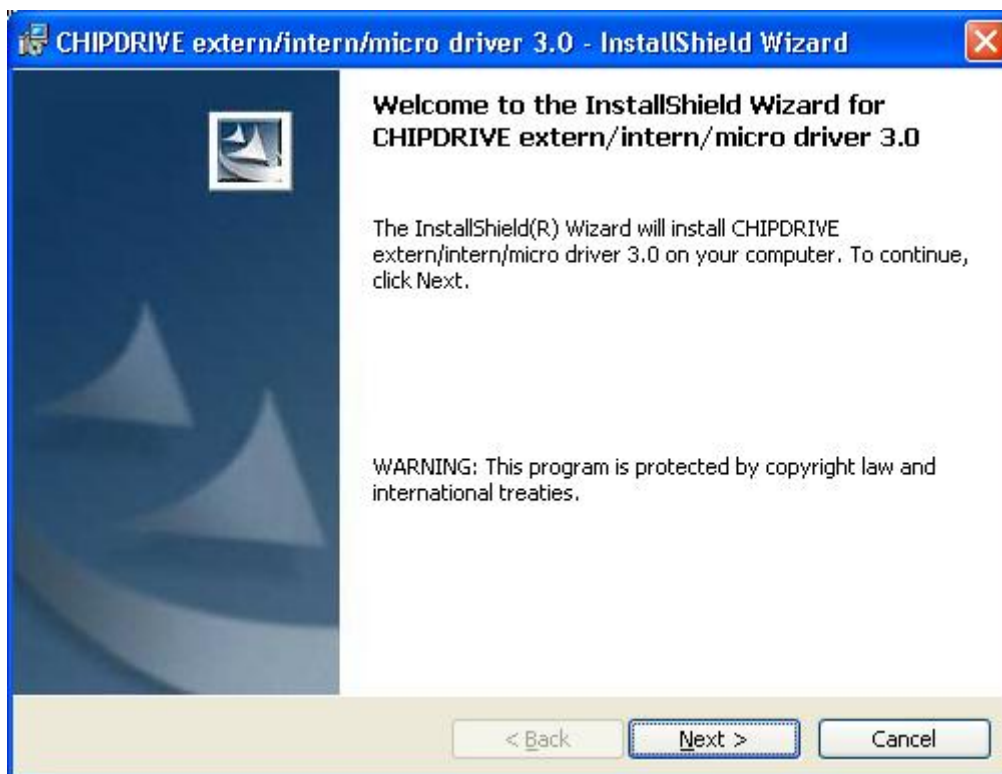 CHIPDRIVE extern/intern/micro driver 3.0 - InstallShield Wizard
Welcome to the InstallShield Wizard for
CHIPDRIVE extern/intern/micro driver 3.0
The InstallShield(R) Wizard will install CHIPDRIVE
extern/intern/micro driver 3.0 on your computer. To continue,
click Next.
WARNING: This program is protected by copyright law and
international treaties.
< Back
Next >
Cancel